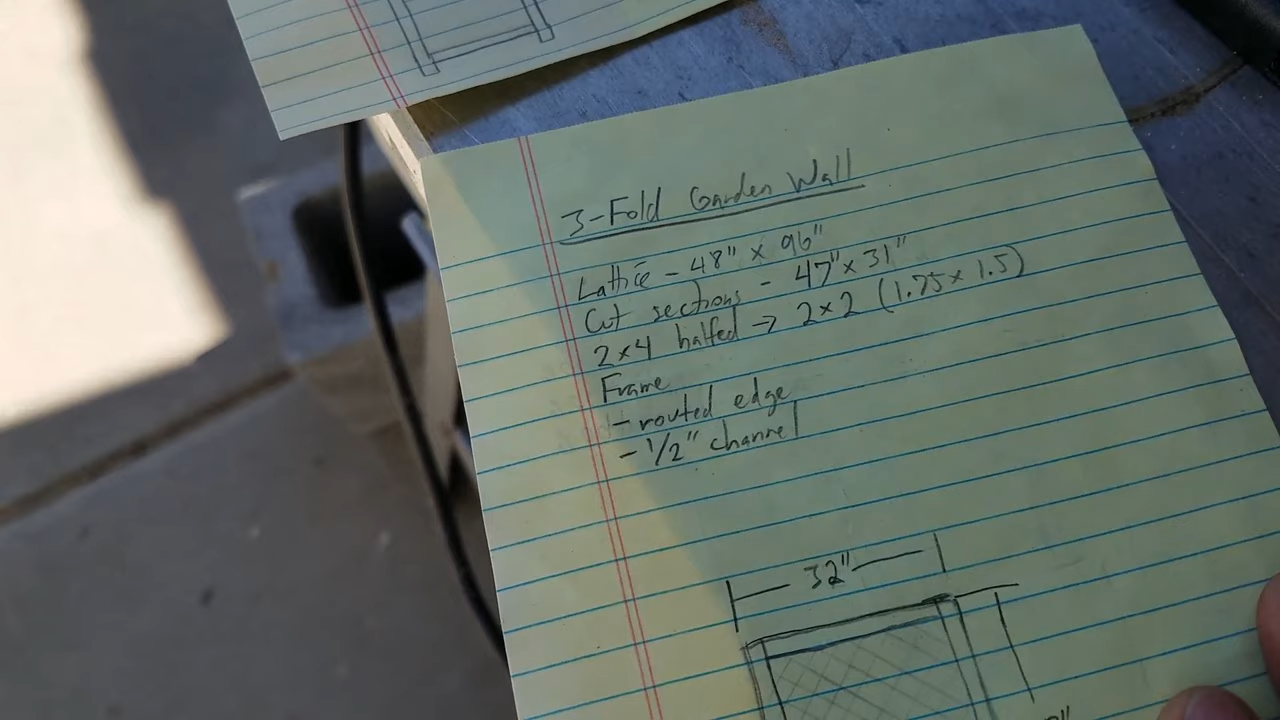 3-Fold Garden Wall
Lattice - 48" x 96"
Cut sections - 47" x 31"
2x4 halfed → 2x2 (1.75 x 1.5)
Frame
- routed edge
- 1/2" channel
32"